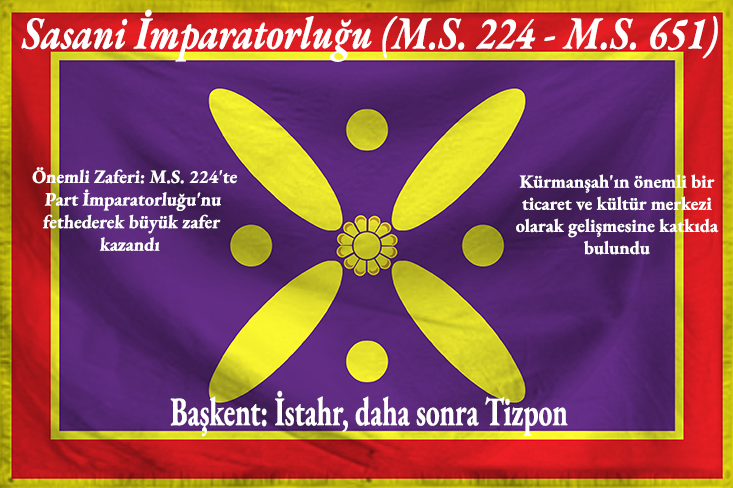 Sasani İmparatorluğu (M.S. 224 - M.S. 651)
Önemli Zaferi: M.S. 224'te
Part İmparatorluğu'nu
fethederek büyük zafer
kazandı
Kürmanşah'ın önemli bir
ticaret ve kültür merkezi
olarak gelişmesine katkıda
bulundu
Başkent: İstahr, daha sonra Tizpon